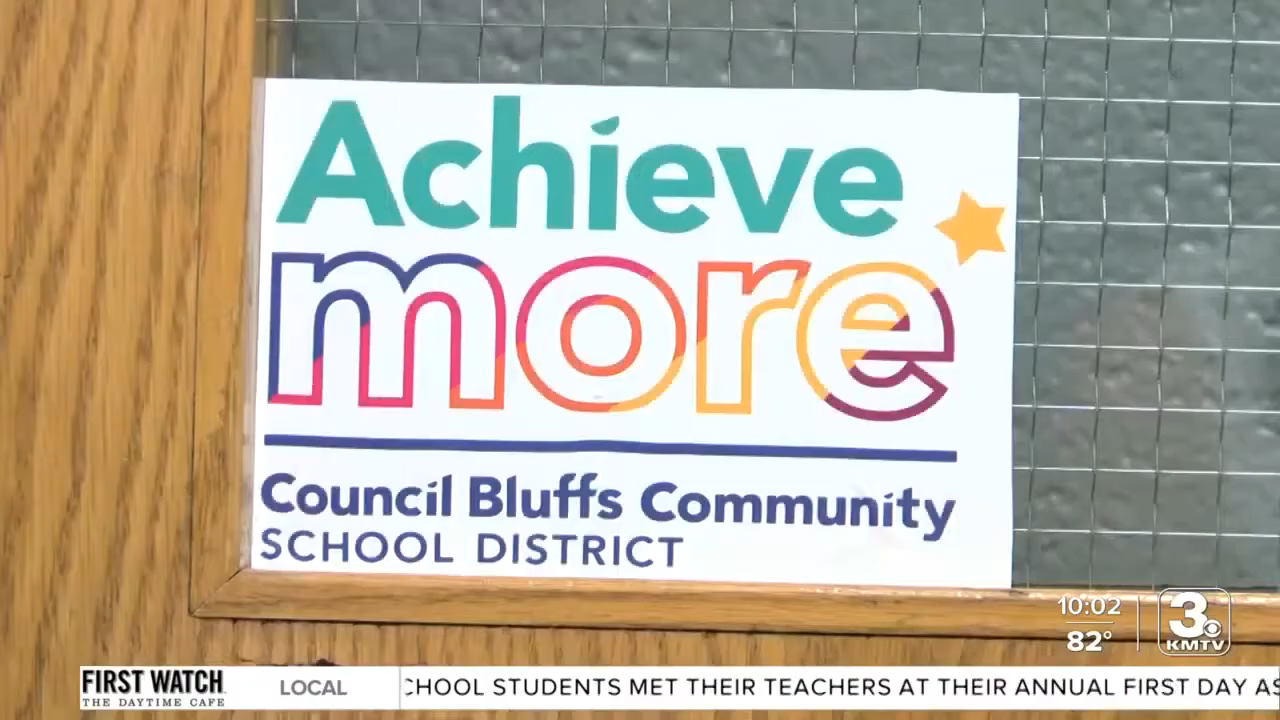 Achieve
more
Council Bluffs Community
SCHOOL DISTRICT
10:02
82°
3
KMTV
FIRST WATCH
THE DAYTIME CAFE
LOCAL
CHOOL STUDENTS MET THEIR TEACHERS AT THEIR ANNUAL FIRST DAY AS